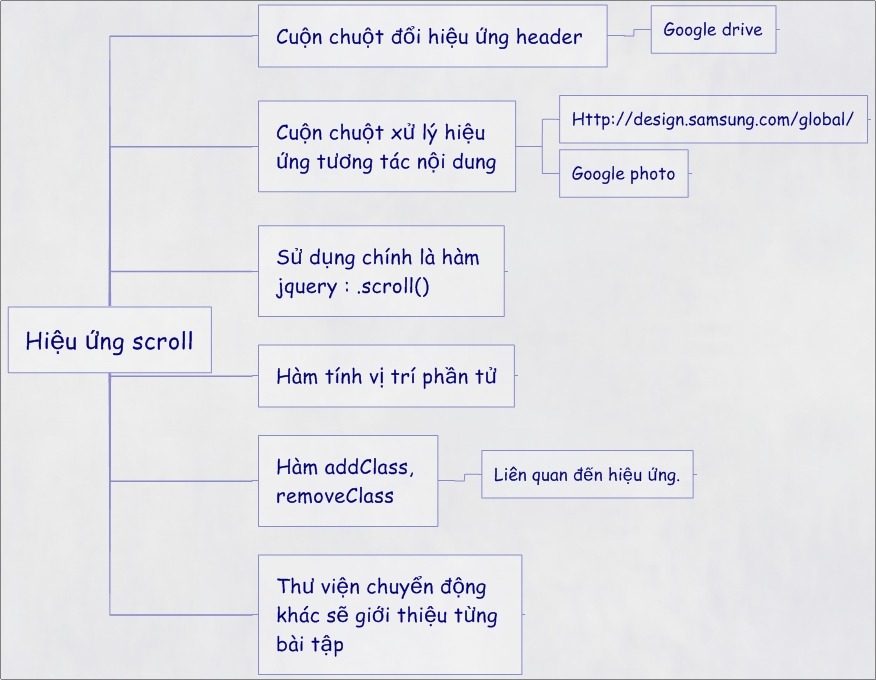 Cuộn chuột đổi hiệu ứng header
Google drive
Cuộn chuột xử lý hiệu
ứng tương tác nội dung
Http://design.samsung.com/global/
Google photo
Sử dụng chính là hàm
jquery : .scroll()
Hiệu ứng scroll
Hàm tính vị trí phần tử
Hàm addClass,
removeClass
Liên quan đến hiệu ứng.
Thư viện chuyển động
khác sẽ giới thiệu từng
bài tập